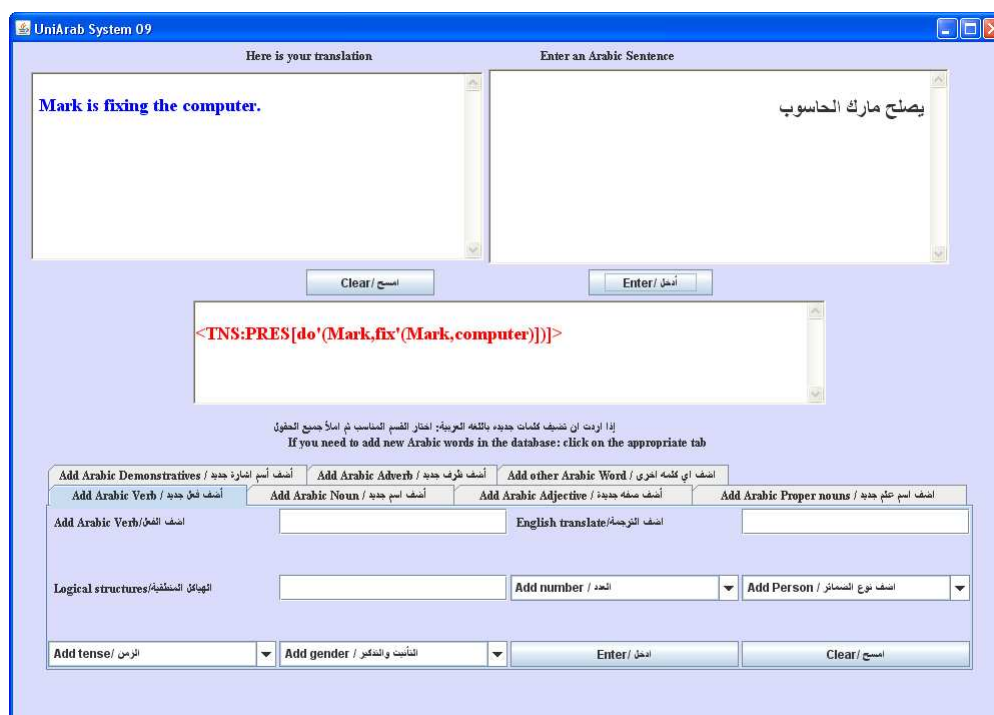 UniArab System 09
Here is your translation
Enter an Arabic Sentence
Mark is fixing the computer.
يصلح مارك الحاسوب
Clear/ امسح
Enter/ أدخل
<TNS:PRES[do'(Mark,fix'(Mark,computer)])]>
إذا اردت ان تضيف كلمات جديده باللغه العربية: اختار القسم المناسب ثم املأ جميع الحقول
If you need to add new Arabic words in the database: click on the appropriate tab
Add Arabic Demonstratives / أضف أسم اشارة جديد
Add Arabic Adverb / أضف ظرف جديد
Add other Arabic Word / اضف اي كلمه اخرى
Add Arabic Verb / أضف فعل جديد
Add Arabic Noun / أضف اسم جديد
Add Arabic Adjective / أضف صفه جديدة
Add Arabic Proper nouns / اضف اسم علم جديد
Add Arabic Verb/اضف الفعل
English translate/اضف الترجمة
Logical structures/الهياكل المنطقية
Add number / العدد
Add Person / اضف نوع الضمائر
Add tense/ الزمن
Add gender / التأنيث والتذكير
Enter/ ادخل
Clear/ امسح